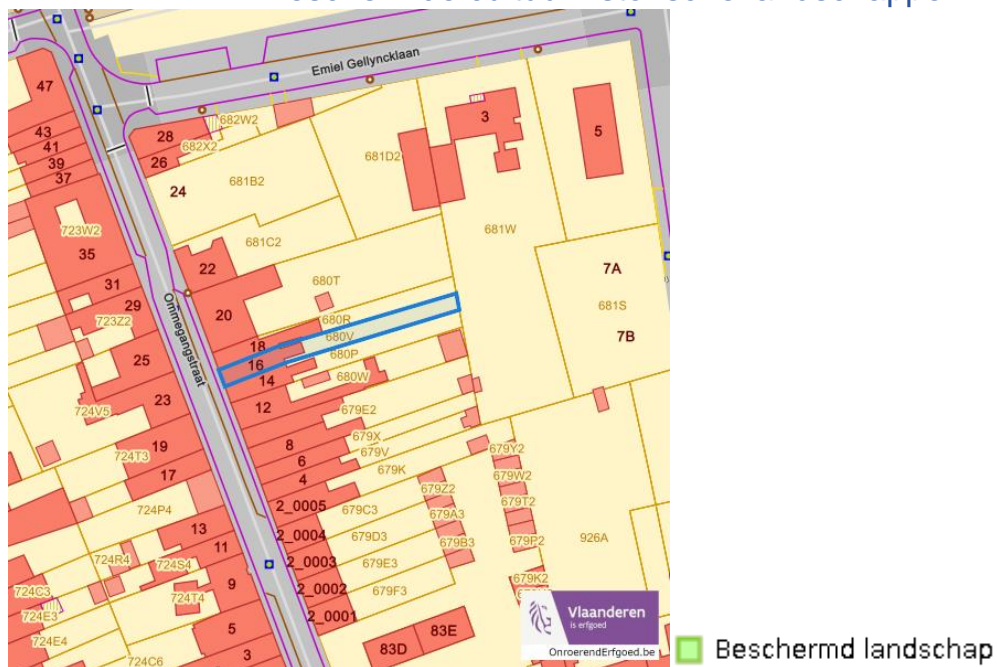 Emiel Gellyncklaan
47
43
41
39
37
28
26
682W2
682X2
24
681B2
681D2
3
5
723W2
35
681C2
681W
22
31
29
723Z2
20
680T
7A
681S
7B
Ommegangstraat
18
680R
680V
16
680P
14
680W
25
23
12
679E2
724V5
8
679X
6
679V
4
679K
19
724T3
17
679Y2
679W2
679Z2
679T2
2_0005
679C3
679A3
724P4
13
2_0004
679D3
679B3
679P2
926A
11
724R4
724S4
2_0003
679E3
9
2_0002
679F3
679K2
724C3
724T4
724E3
2_0001
5
724E4
83E
83D
3
724C6
Vlaanderen
is erfgoed
OnroerendErfgoed.be
Beschermd landschap